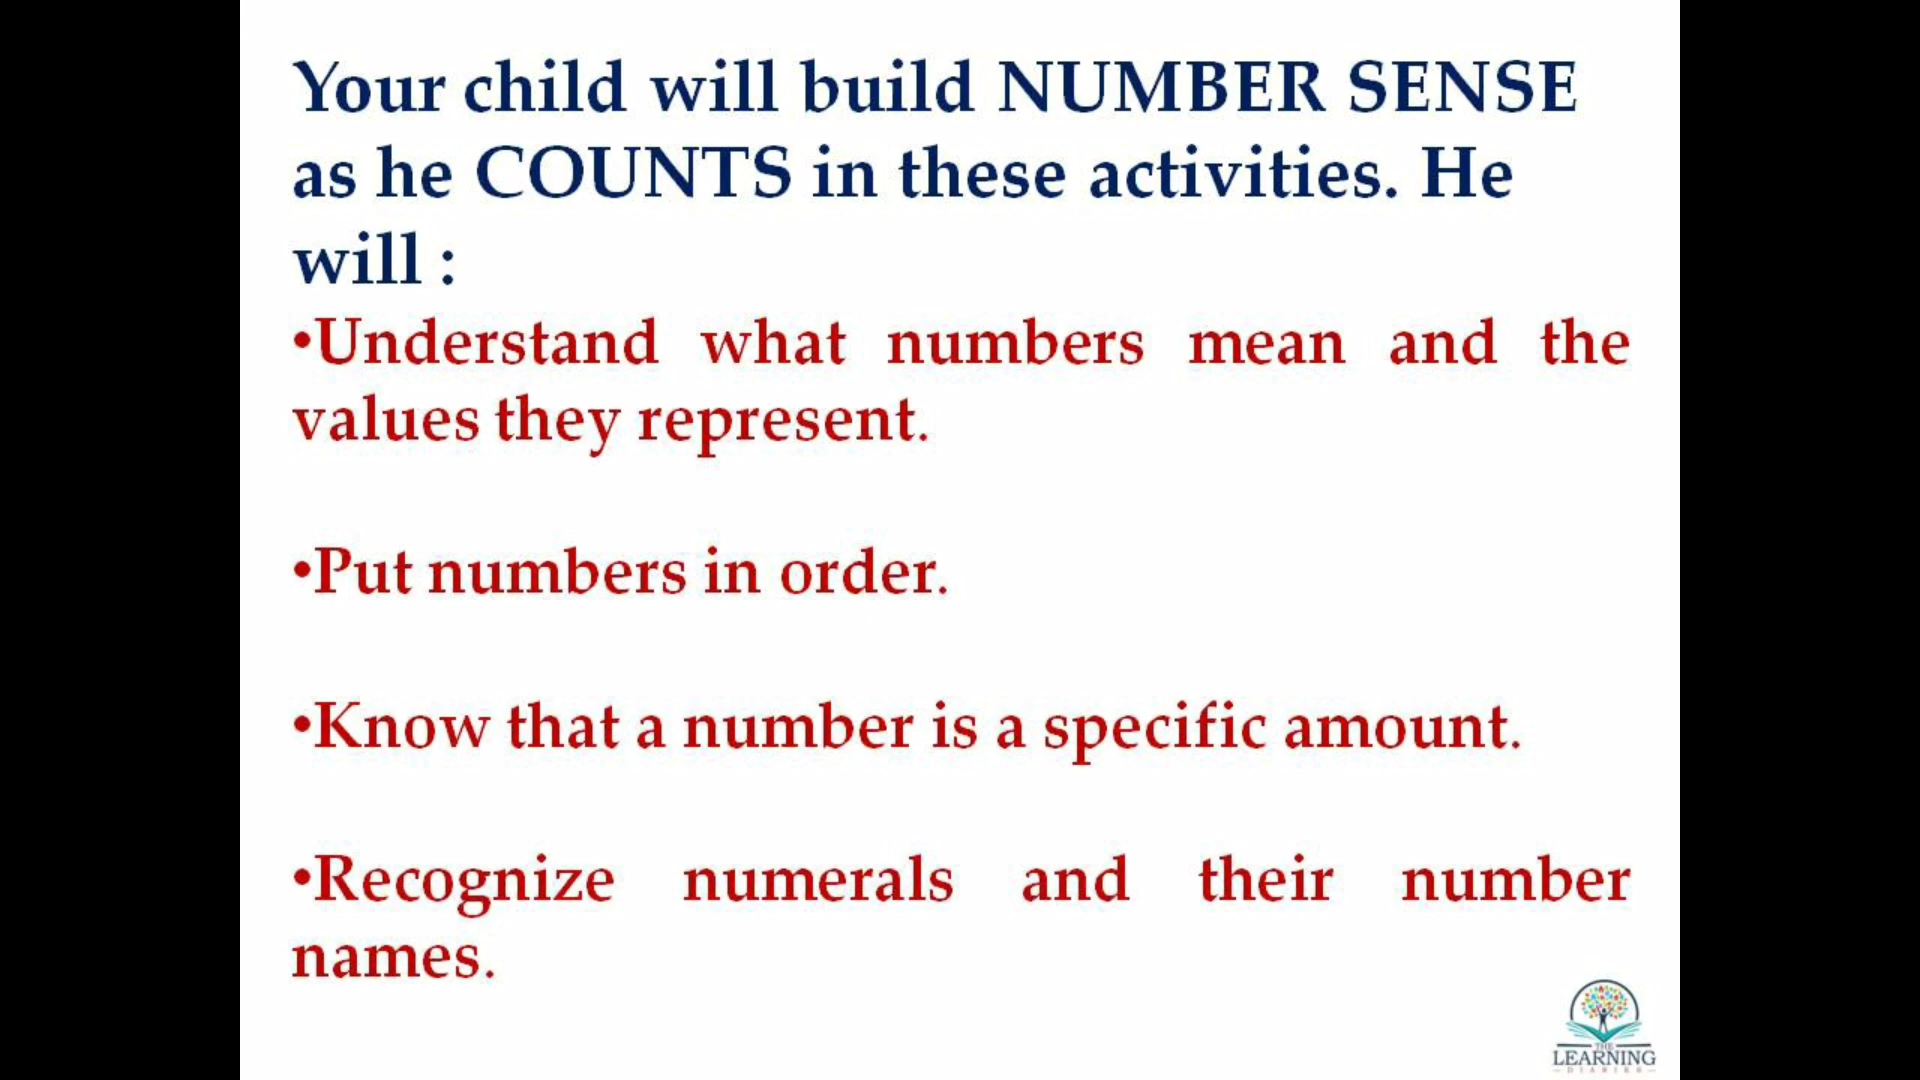 Your child will build NUMBER SENSE
as he COUNTS in these activities. He
will :
•Understand what numbers mean and the
values they represent.
•Put numbers in order.
•Know that a number is a specific amount.
•Recognize numerals and their number
names.
THE
LEARNING
DIARIES